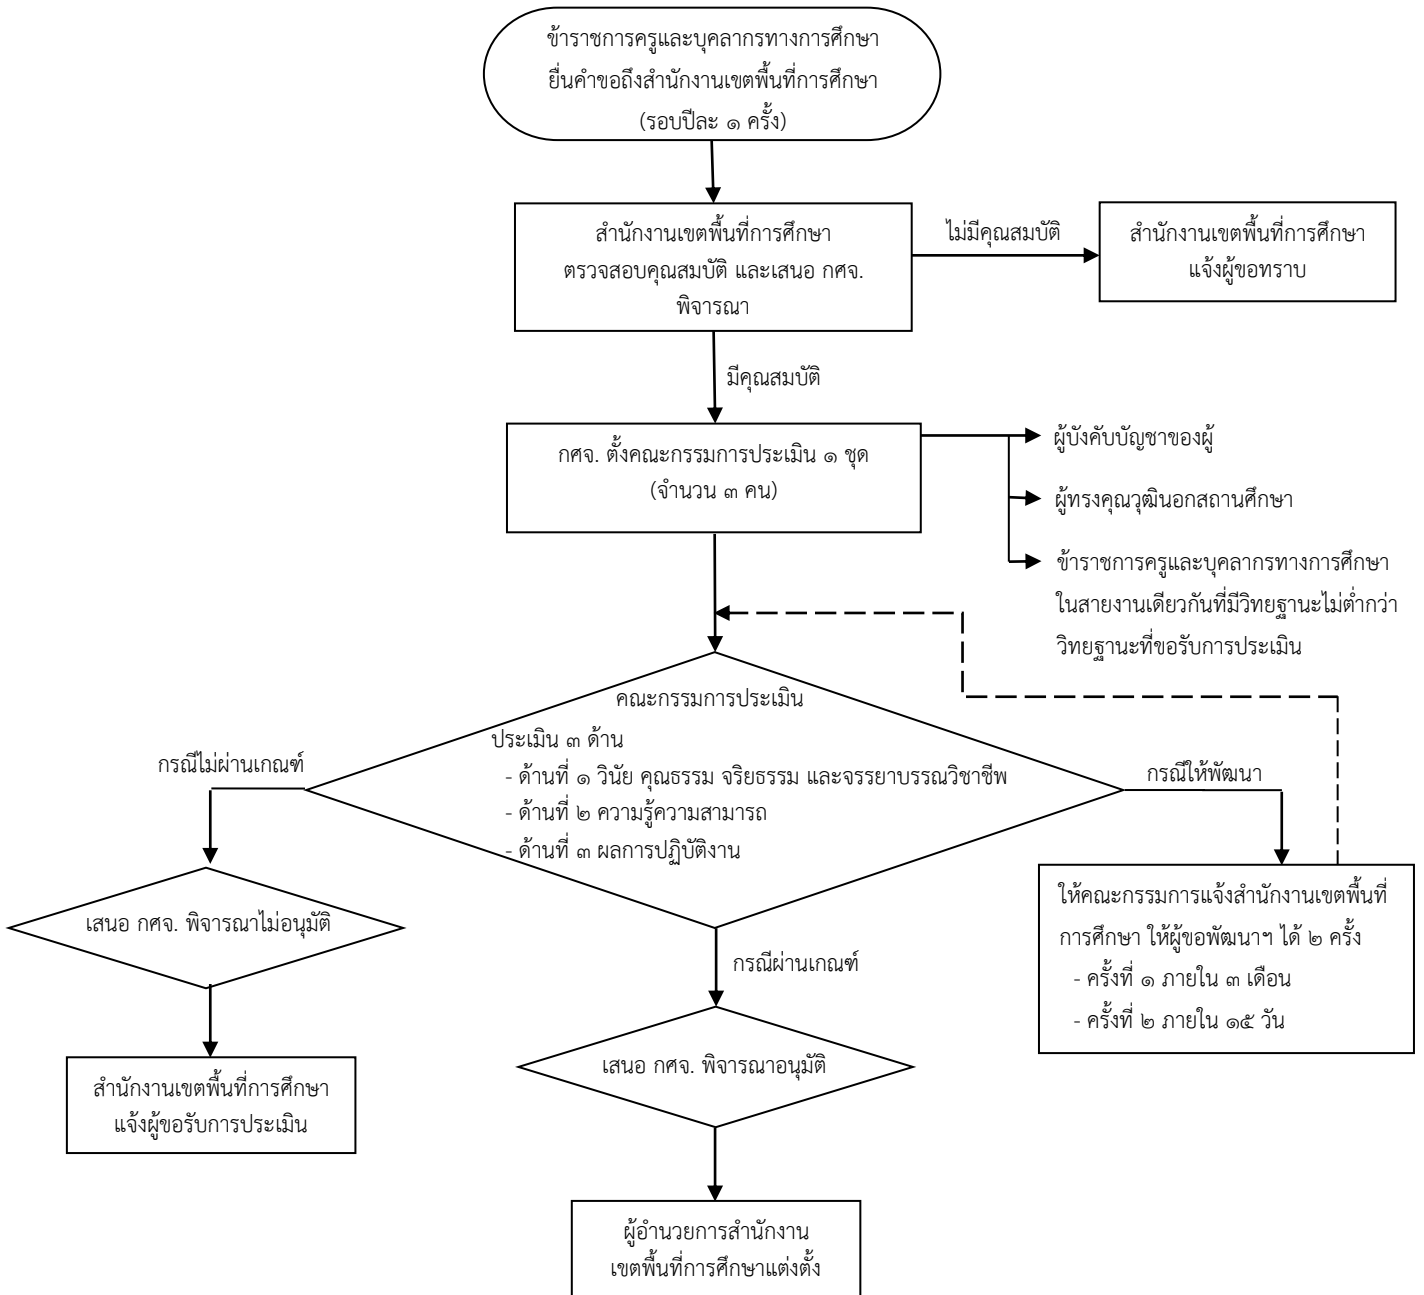 ข้าราชการครูและบุคลากรทางการศึกษา
ยื่นคำขอถึงสำนักงานเขตพื้นที่การศึกษา
(รอบปีละ ๑ ครั้ง)
สำนักงานเขตพื้นที่การศึกษา
ตรวจสอบคุณสมบัติ และเสนอ กศจ.
พิจารณา
ไม่มีคุณสมบัติ
สำนักงานเขตพื้นที่การศึกษา
แจ้งผู้ขอทราบ
มีคุณสมบัติ
กศจ. ตั้งคณะกรรมการประเมิน ๑ ชุด
(จำนวน ๓ คน)
ผู้บังคับบัญชาของผู้
ผู้ทรงคุณวุฒินอกสถานศึกษา
ข้าราชการครูและบุคลากรทางการศึกษา
ในสายงานเดียวกันที่มีวิทยฐานะไม่ต่ำกว่า
วิทยฐานะที่ขอรับการประเมิน
คณะกรรมการประเมิน
ประเมิน ๓ ด้าน
- ด้านที่ ๑ วินัย คุณธรรม จริยธรรม และจรรยาบรรณวิชาชีพ
- ด้านที่ ๒ ความรู้ความสามารถ
- ด้านที่ ๓ ผลการปฏิบัติงาน
กรณีไม่ผ่านเกณฑ์
กรณีให้พัฒนา
เสนอ กศจ. พิจารณาไม่อนุมัติ
ให้คณะกรรมการแจ้งสำนักงานเขตพื้นที่
การศึกษา ให้ผู้ขอพัฒนาฯ ได้ ๒ ครั้ง
- ครั้งที่ ๑ ภายใน ๓ เดือน
- ครั้งที่ ๒ ภายใน ๑๕ วัน
กรณีผ่านเกณฑ์
เสนอ กศจ. พิจารณาอนุมัติ
สำนักงานเขตพื้นที่การศึกษา
แจ้งผู้ขอรับการประเมิน
ผู้อำนวยการสำนักงาน
เขตพื้นที่การศึกษาแต่งตั้ง